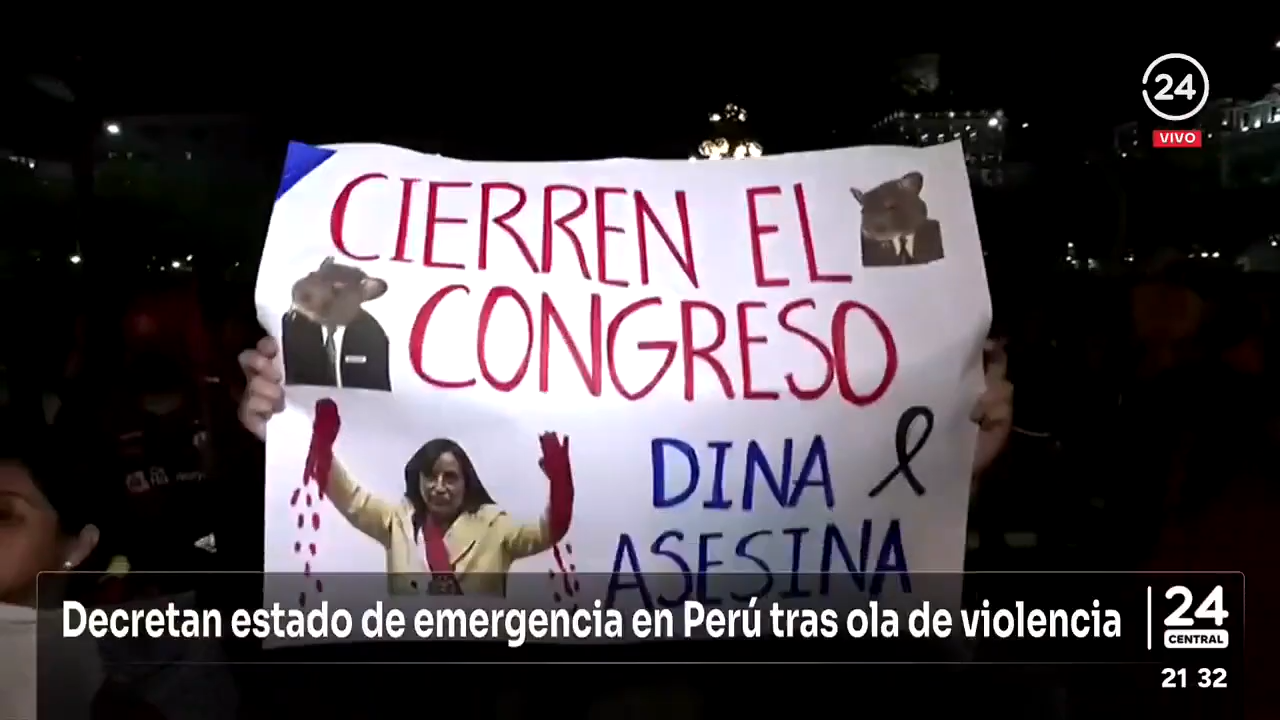 24
VIVO
CIERREN EL
CONGRESO
DINA
ASESINA
Decretan estado de emergencia en Perú tras ola de violencia
24
CENTRAL
21 32